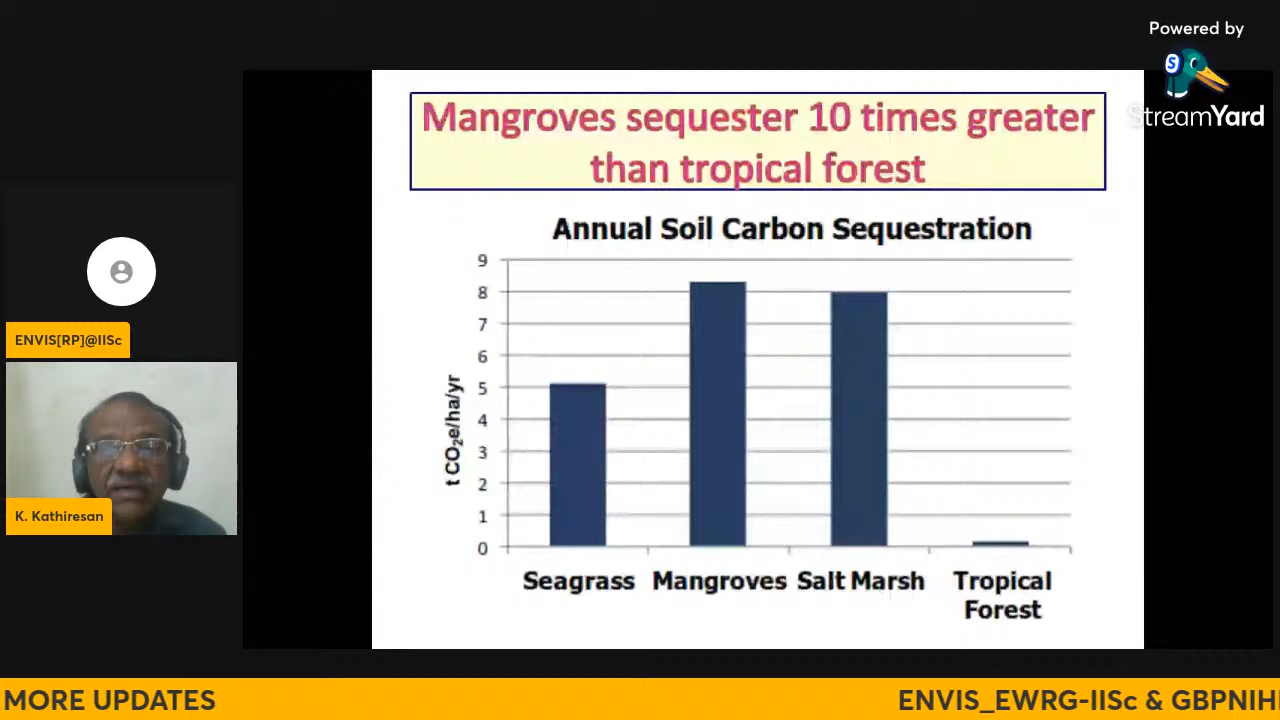 Powered by
S
StreamYard
Mangroves sequester 10 times greater
than tropical forest
Annual Soil Carbon Sequestration
t CO₂e/ha/yr
9
8
7
6
5
4
3
2
1
0
Seagrass
Mangroves
Salt Marsh
Tropical
Forest
ENVIS[RP]@IISc
K. Kathiresan
MORE UPDATES
ENVIS_EWRG-IISc & GBPNIH